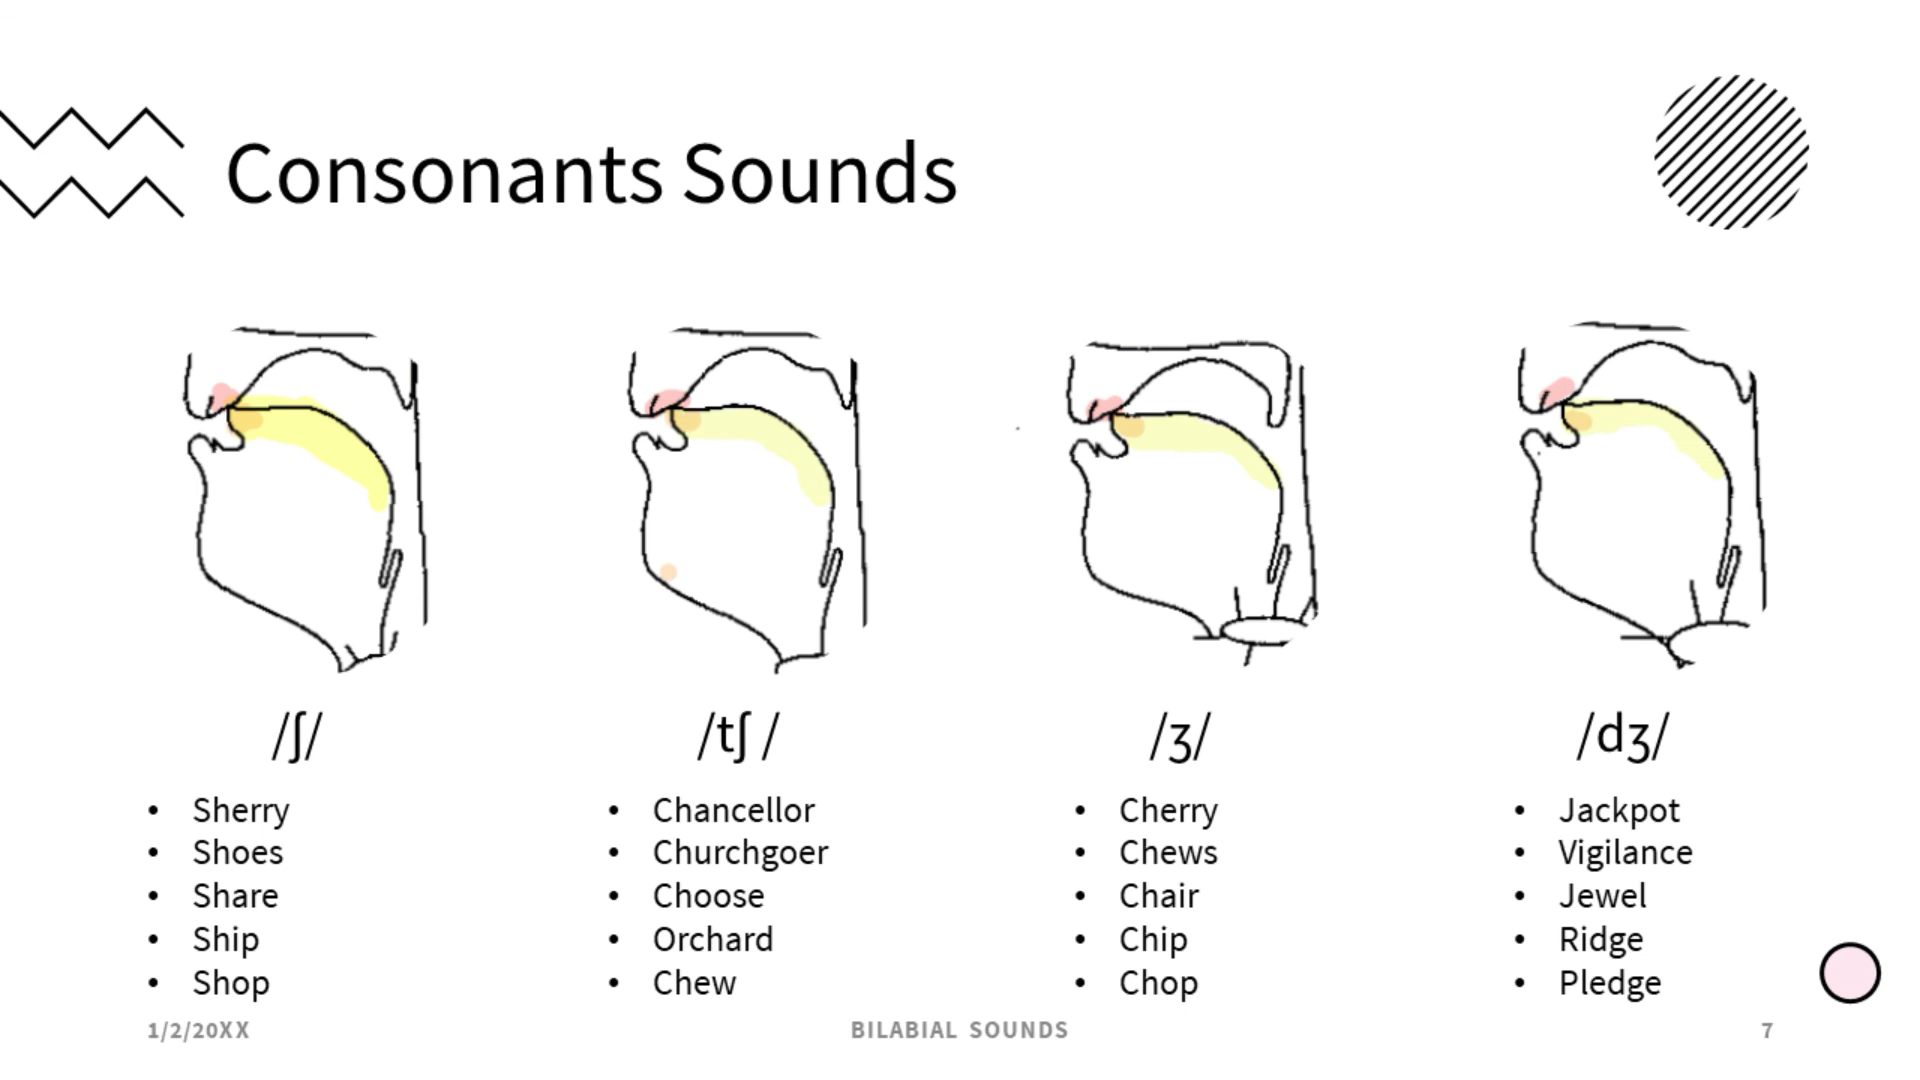 Consonants Sounds
/ʃ/
• Sherry
• Shoes
• Share
• Ship
• Shop
/tʃ /
• Chancellor
• Churchgoer
• Choose
• Orchard
• Chew
/ʒ/
• Cherry
• Chews
• Chair
• Chip
• Chop
/dʒ/
• Jackpot
• Vigilance
• Jewel
• Ridge
• Pledge
1/2/20XX
BILABIAL SOUNDS
7